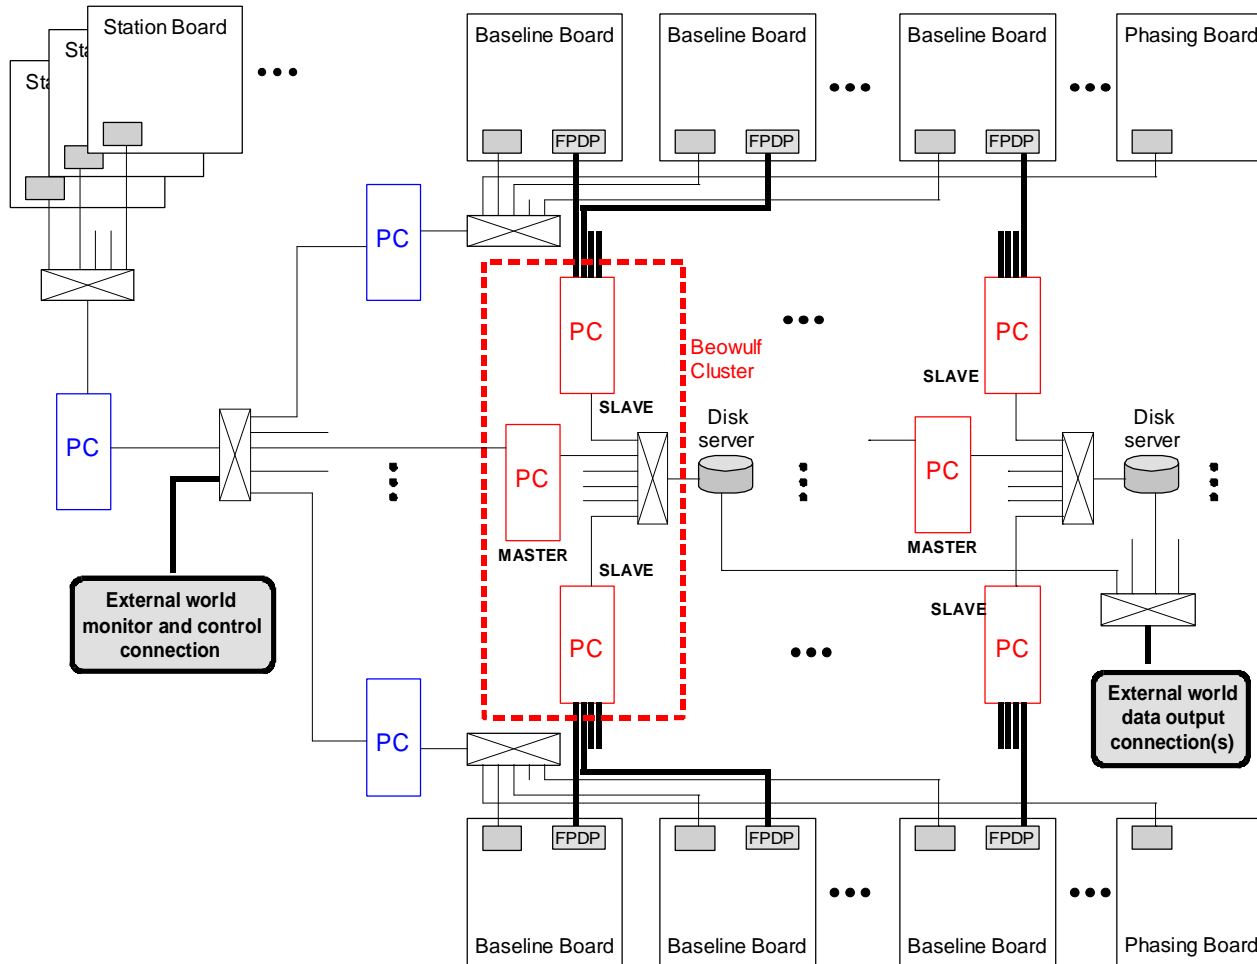 Station Board
Sta
Sta
Baseline Board
Baseline Board
Baseline Board
Phasing Board
FPDP
FPDP
FPDP
PC
PC
PC
Beowulf
Cluster
SLAVE
SLAVE
PC
Disk
server
Disk
server
PC
PC
MASTER
MASTER
SLAVE
SLAVE
External world
monitor and control
connection
PC
PC
External world
data output
connection(s)
PC
FPDP
FPDP
FPDP
Baseline Board
Baseline Board
Baseline Board
Phasing Board